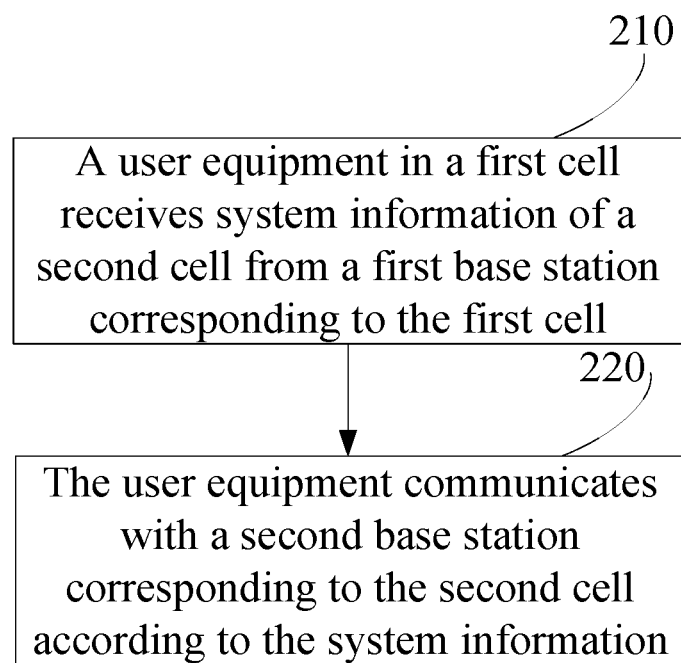 210
A user equipment in a first cell
receives system information of a
second cell from a first base station
corresponding to the first cell
220
The user equipment communicates
with a second base station
corresponding to the second cell
according to the system information